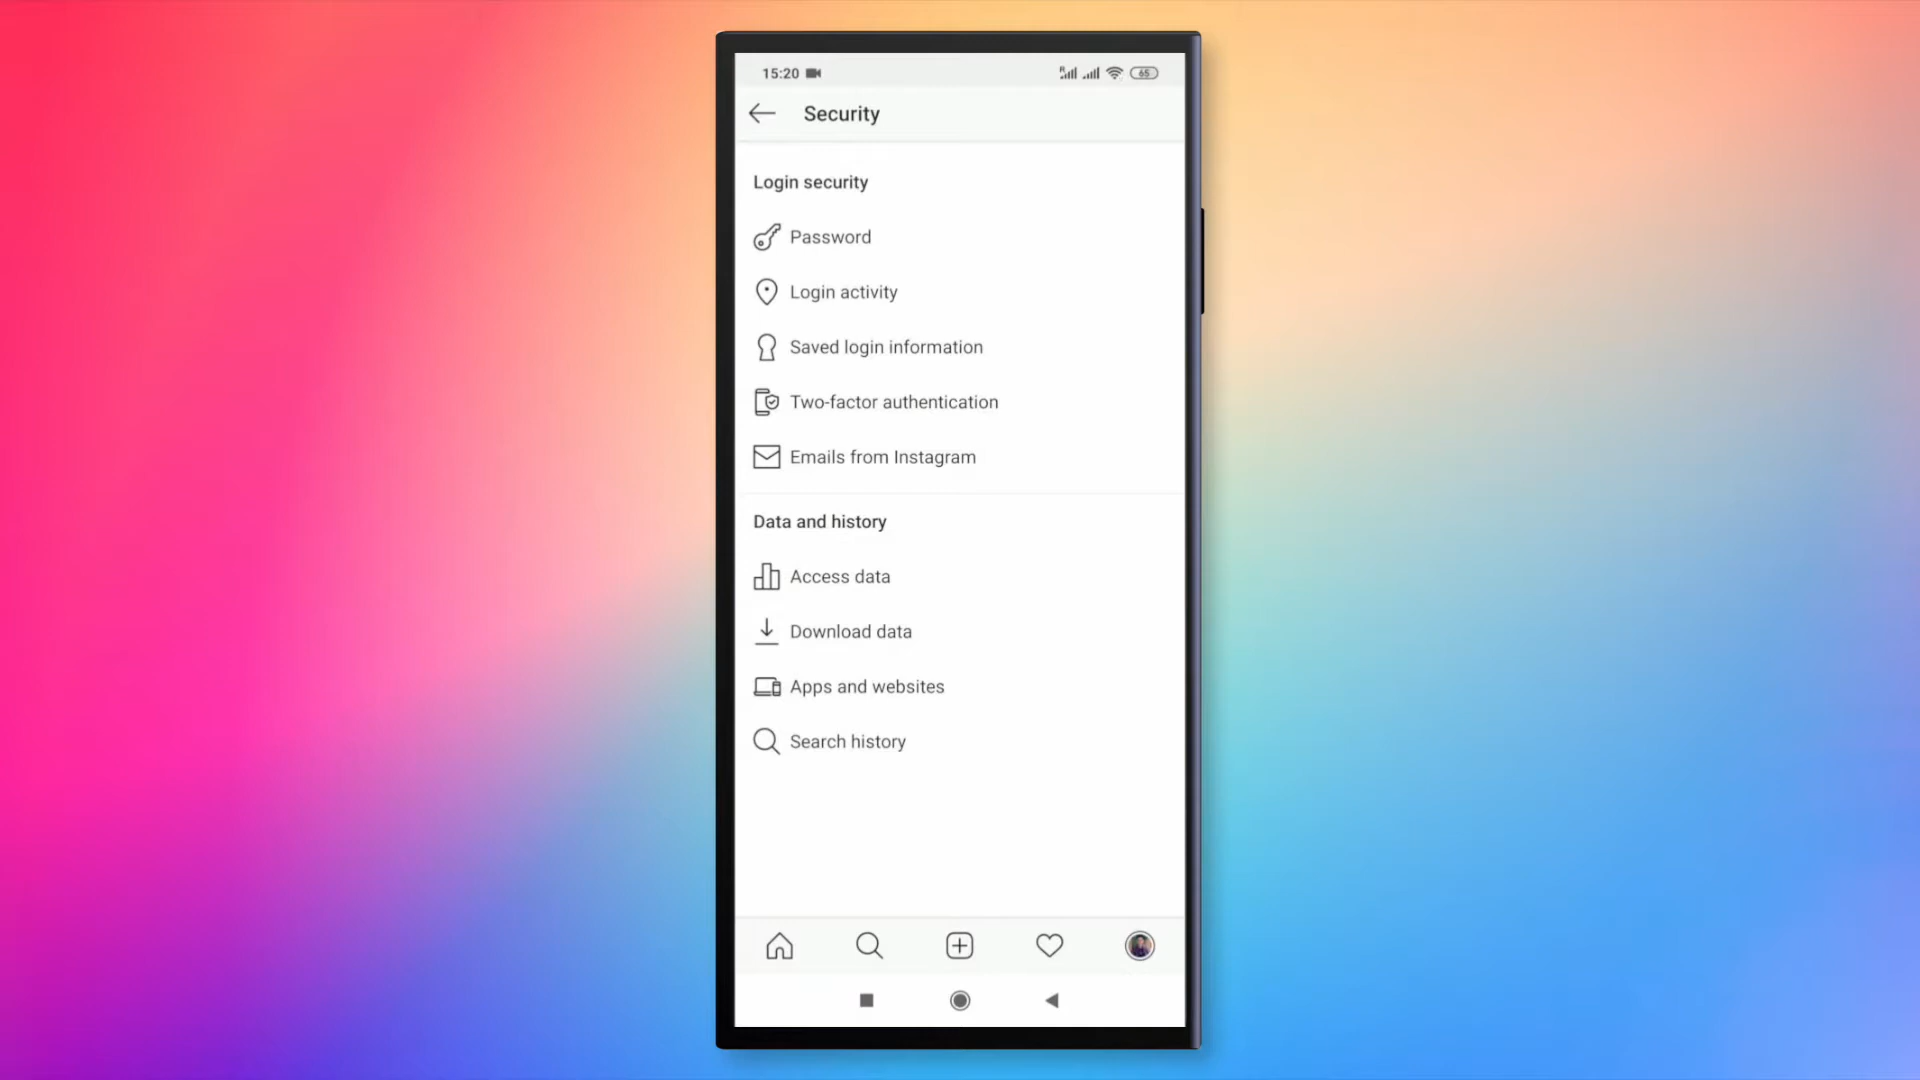 15:20
R
65
Security
Login security
Password
Login activity
Saved login information
Two-factor authentication
Emails from Instagram
Data and history
Access data
Download data
Apps and websites
Search history